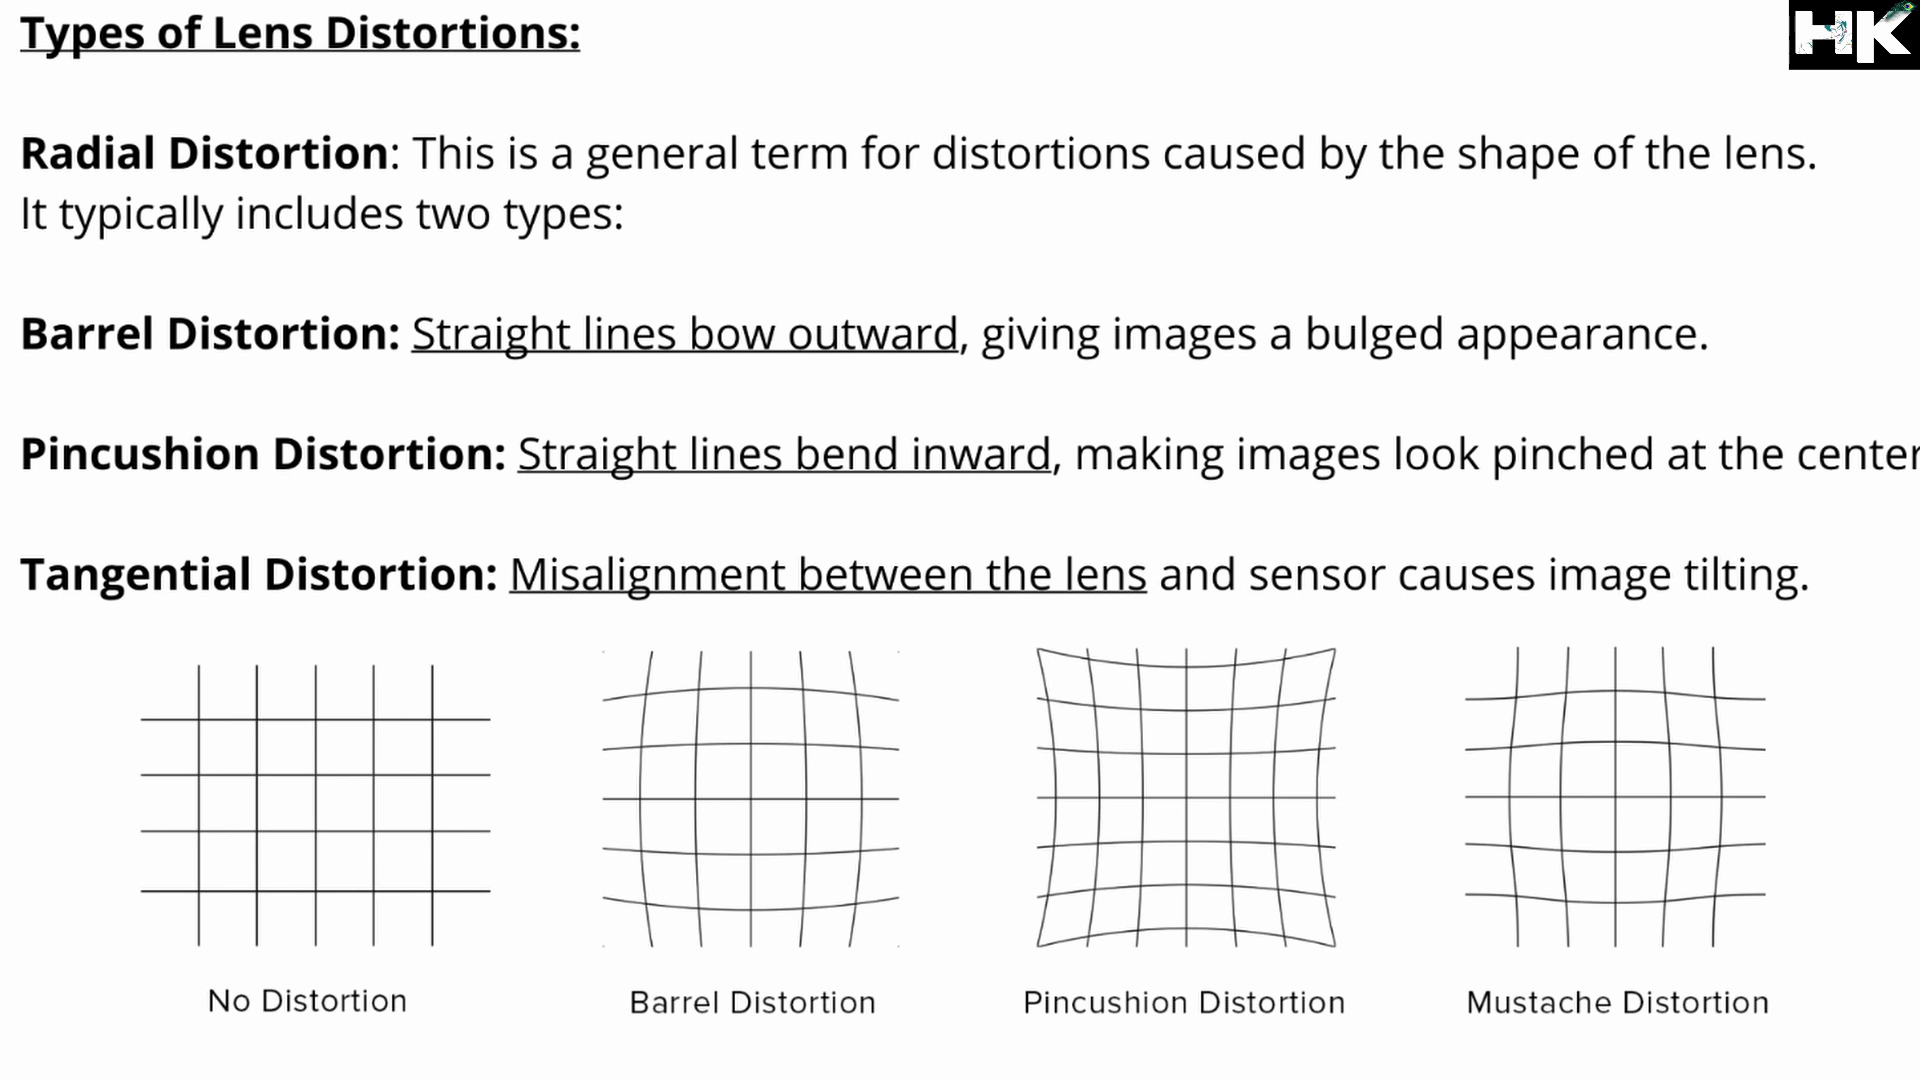 Types of Lens Distortions:
HK
Radial Distortion: This is a general term for distortions caused by the shape of the lens.
It typically includes two types:
Barrel Distortion: Straight lines bow outward, giving images a bulged appearance.
Pincushion Distortion: Straight lines bend inward, making images look pinched at the center
Tangential Distortion: Misalignment between the lens and sensor causes image tilting.
No Distortion
Barrel Distortion
Pincushion Distortion
Mustache Distortion